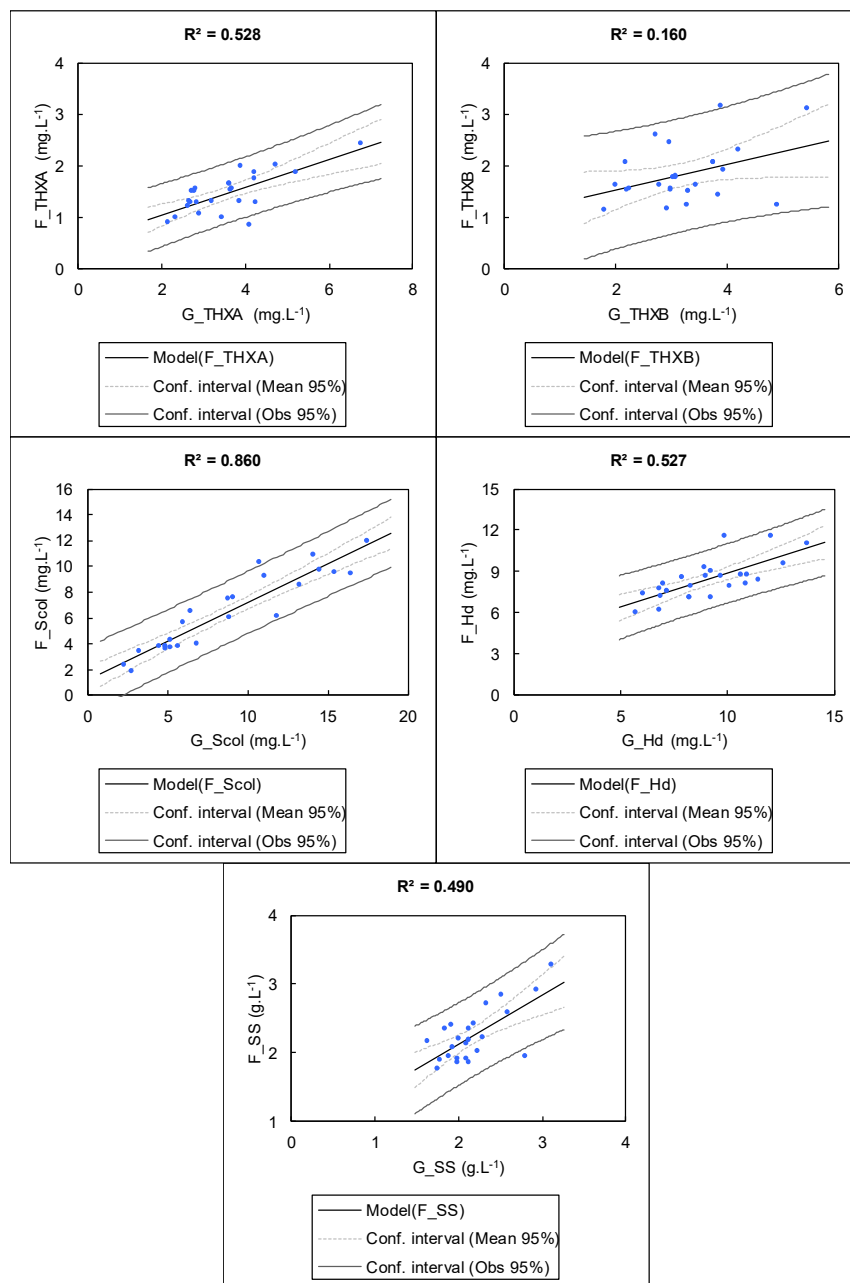 R² = 0.528
4
3
2
1
0
0 2 4 6 8
F_THXA (mg.L⁻¹)
G_THXA (mg.L⁻¹)
Model(F_THXA)
Conf. interval (Mean 95%)
Conf. interval (Obs 95%)
R² = 0.160
4
3
2
1
0
0 2 4 6
F_THXB (mg.L⁻¹)
G_THXB (mg.L⁻¹)
Model(F_THXB)
Conf. interval (Mean 95%)
Conf. interval (Obs 95%)
R² = 0.860
16
14
12
10
8
6
4
2
0
0 5 10 15 20
F_Scol (mg.L⁻¹)
G_Scol (mg.L⁻¹)
Model(F_Scol)
Conf. interval (Mean 95%)
Conf. interval (Obs 95%)
R² = 0.527
15
12
9
6
3
0
0 5 10 15
F_Hd (mg.L⁻¹)
G_Hd (mg.L⁻¹)
Model(F_Hd)
Conf. interval (Mean 95%)
Conf. interval (Obs 95%)
R² = 0.490
4
3
2
1
0 1 2 3 4
F_SS (g.L⁻¹)
G_SS (g.L⁻¹)
Model(F_SS)
Conf. interval (Mean 95%)
Conf. interval (Obs 95%)